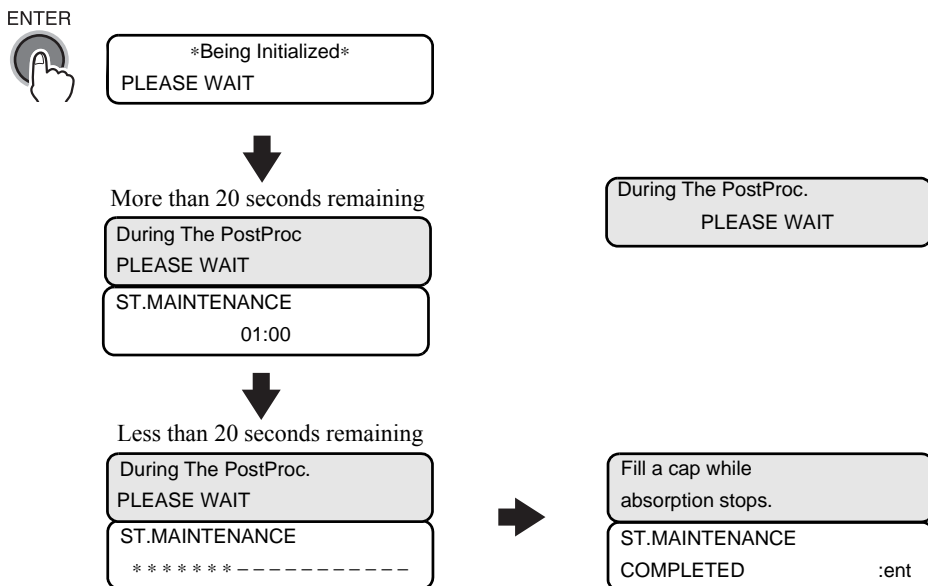 ENTER
*Being Initialized*
PLEASE WAIT
More than 20 seconds remaining
During The PostProc
PLEASE WAIT
ST.MAINTENANCE
01:00
During The PostProc.
PLEASE WAIT
Less than 20 seconds remaining
During The PostProc.
PLEASE WAIT
ST.MAINTENANCE
*******–––––––––––
Fill a cap while
absorption stops.
ST.MAINTENANCE
COMPLETED :ent